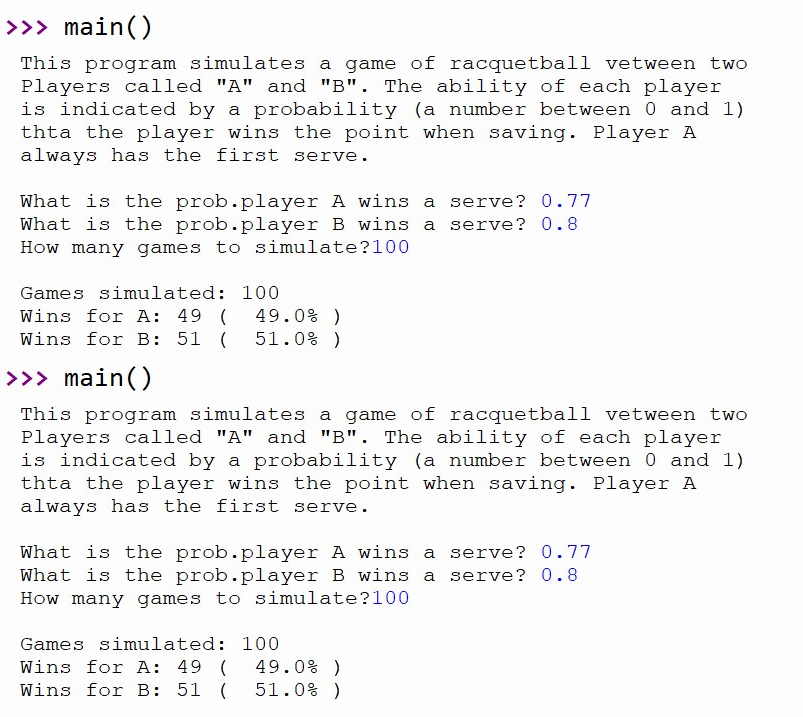 >>> main()
This program simulates a game of racquetball vetween two
Players called "A" and "B". The ability of each player
is indicated by a probability (a number between 0 and 1)
thta the player wins the point when saving. Player A
always has the first serve.
What is the prob.player A wins a serve? 0.77
What is the prob.player B wins a serve? 0.8
How many games to simulate?100
Games simulated: 100
Wins for A: 49 (  49.0% )
Wins for B: 51 (  51.0% )
>>> main()
This program simulates a game of racquetball vetween two
Players called "A" and "B". The ability of each player
is indicated by a probability (a number between 0 and 1)
thta the player wins the point when saving. Player A
always has the first serve.
What is the prob.player A wins a serve? 0.77
What is the prob.player B wins a serve? 0.8
How many games to simulate?100
Games simulated: 100
Wins for A: 49 (  49.0% )
Wins for B: 51 (  51.0% )